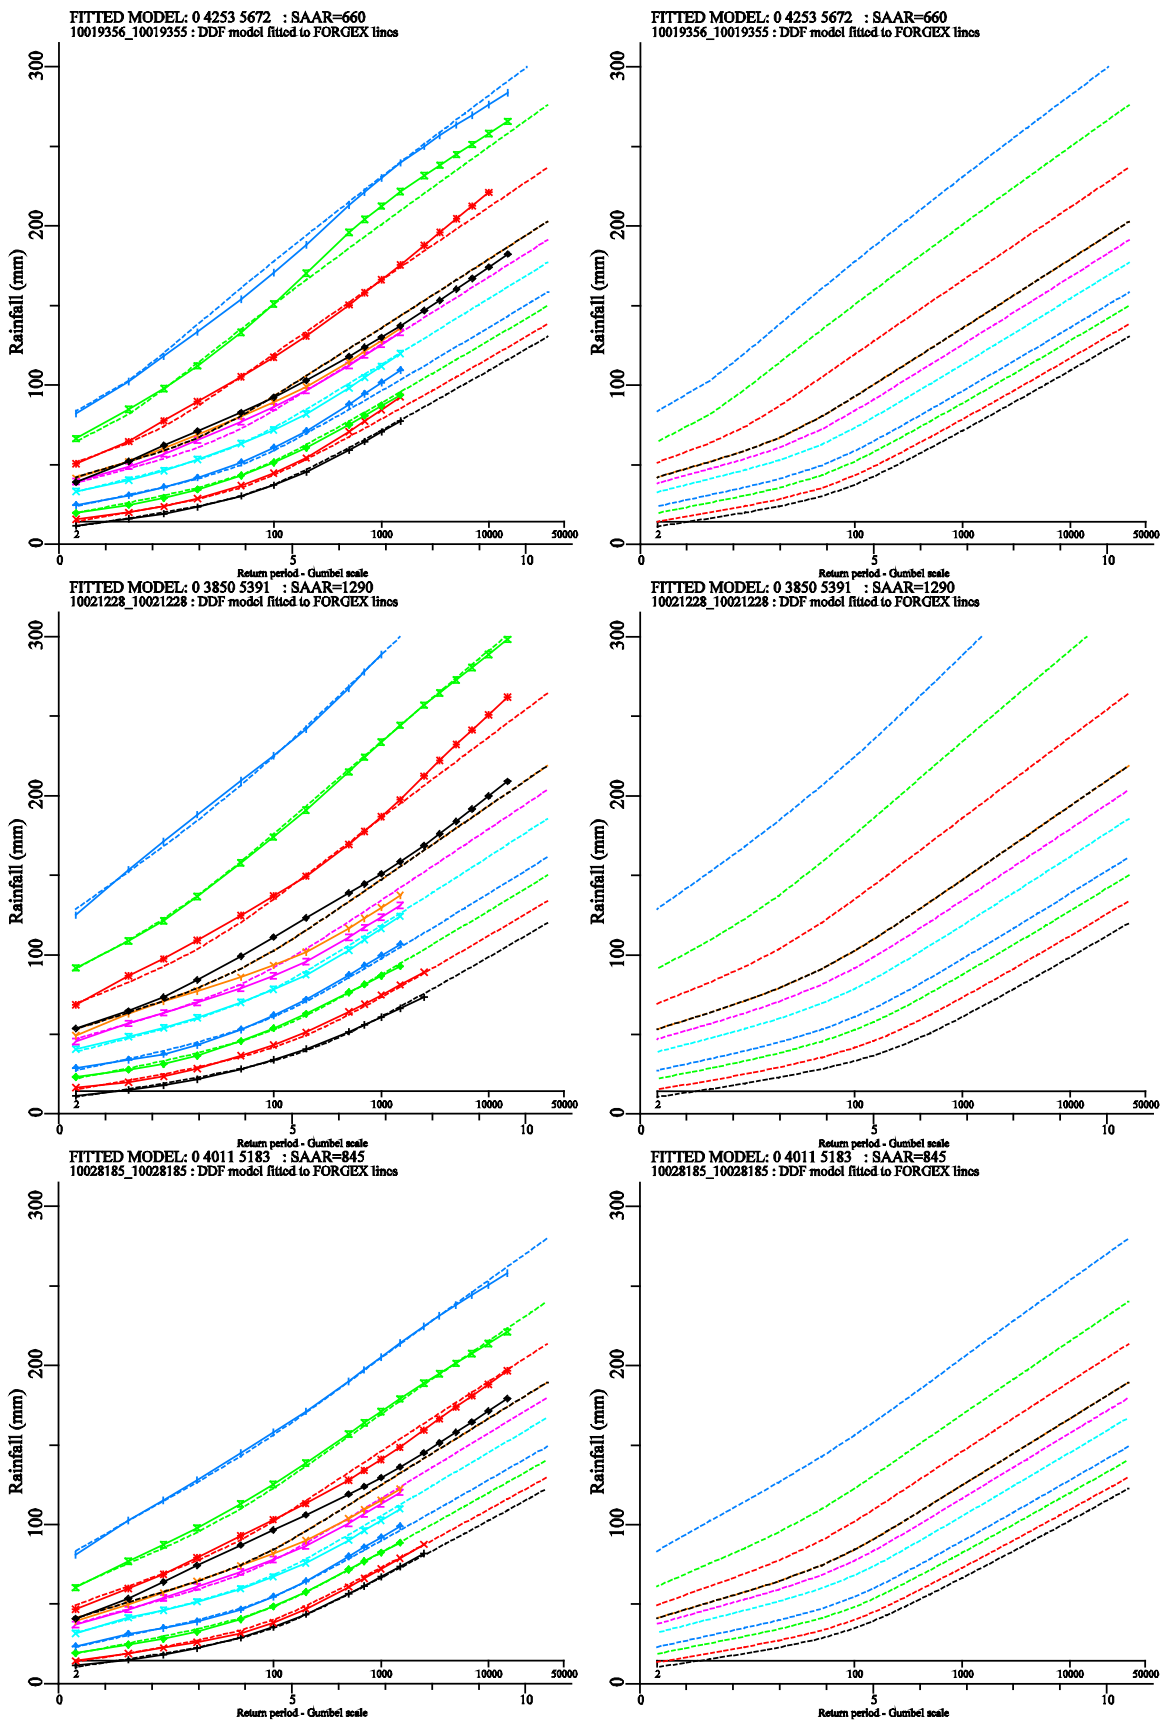 FITTED MODEL: 0 4253 5672 : SAAR=660
10019356_10019355 : DDF model fitted to FORGEX lines
300
200
100
0
Rainfall (mm)
2 100 1000 10000 50000
0 5 10
Return period - Gumbel scale
FITTED MODEL: 0 4253 5672 : SAAR=660
10019356_10019355 : DDF model fitted to FORGEX lines
300
200
100
0
Rainfall (mm)
2 100 1000 10000 50000
0 5 10
Return period - Gumbel scale
FITTED MODEL: 0 3850 5391 : SAAR=1290
10021228_10021228 : DDF model fitted to FORGEX lines
300
200
100
0
Rainfall (mm)
2 100 1000 10000 50000
0 5 10
Return period - Gumbel scale
FITTED MODEL: 0 3850 5391 : SAAR=1290
10021228_10021228 : DDF model fitted to FORGEX lines
300
200
100
0
Rainfall (mm)
2 100 1000 10000 50000
0 5 10
Return period - Gumbel scale
FITTED MODEL: 0 4011 5183 : SAAR=845
10028185_10028185 : DDF model fitted to FORGEX lines
300
200
100
0
Rainfall (mm)
2 100 1000 10000 50000
0 5 10
Return period - Gumbel scale
FITTED MODEL: 0 4011 5183 : SAAR=845
10028185_10028185 : DDF model fitted to FORGEX lines
300
200
100
0
Rainfall (mm)
2 100 1000 10000 50000
0 5 10
Return period - Gumbel scale